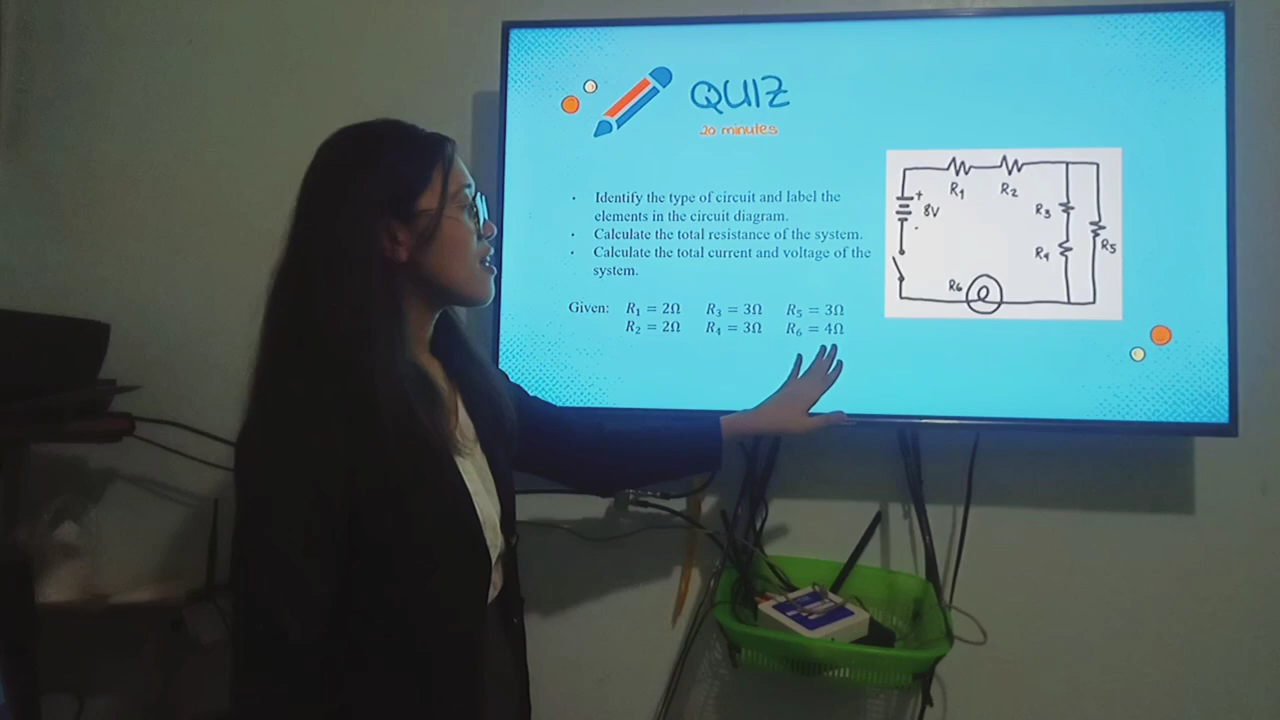 QUIZ
20 minutes
· Identify the type of circuit and label the
elements in the circuit diagram.
· Calculate the total resistance of the system.
· Calculate the total current and voltage of the
system.
Given: R₁ = 2Ω R₃ = 3Ω R₅ = 3Ω
R₂ = 2Ω R₄ = 3Ω R₆ = 4Ω
R₁ R₂
+
8V
-
R₃
R₄
R₅
R₆